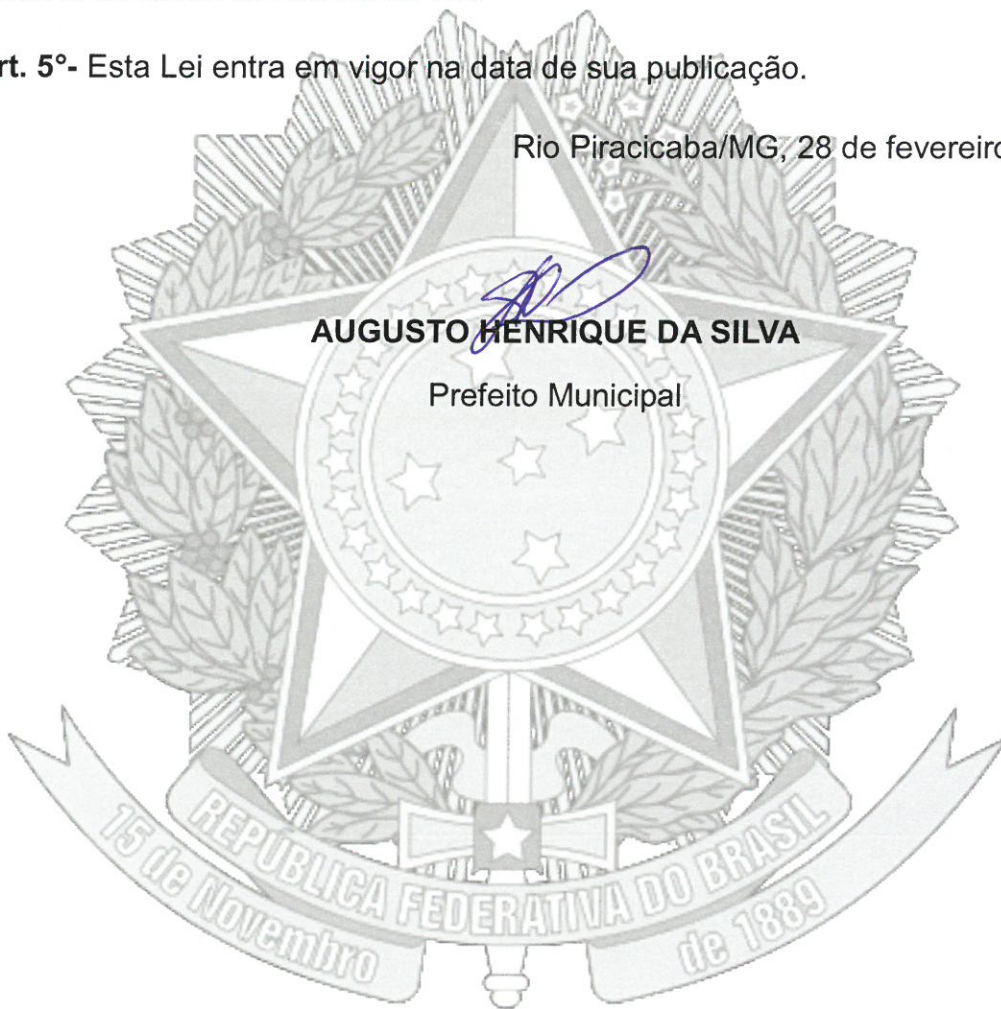 rt. 5°- Esta Lei entra em vigor na data de sua publicação.
Rio Piracicaba/MG, 28 de fevereiro
AUGUSTO HENRIQUE DA SILVA
Prefeito Municipal
REPÚBLICA FEDERATIVA DO BRASIL
15 de Novembro
de 1889